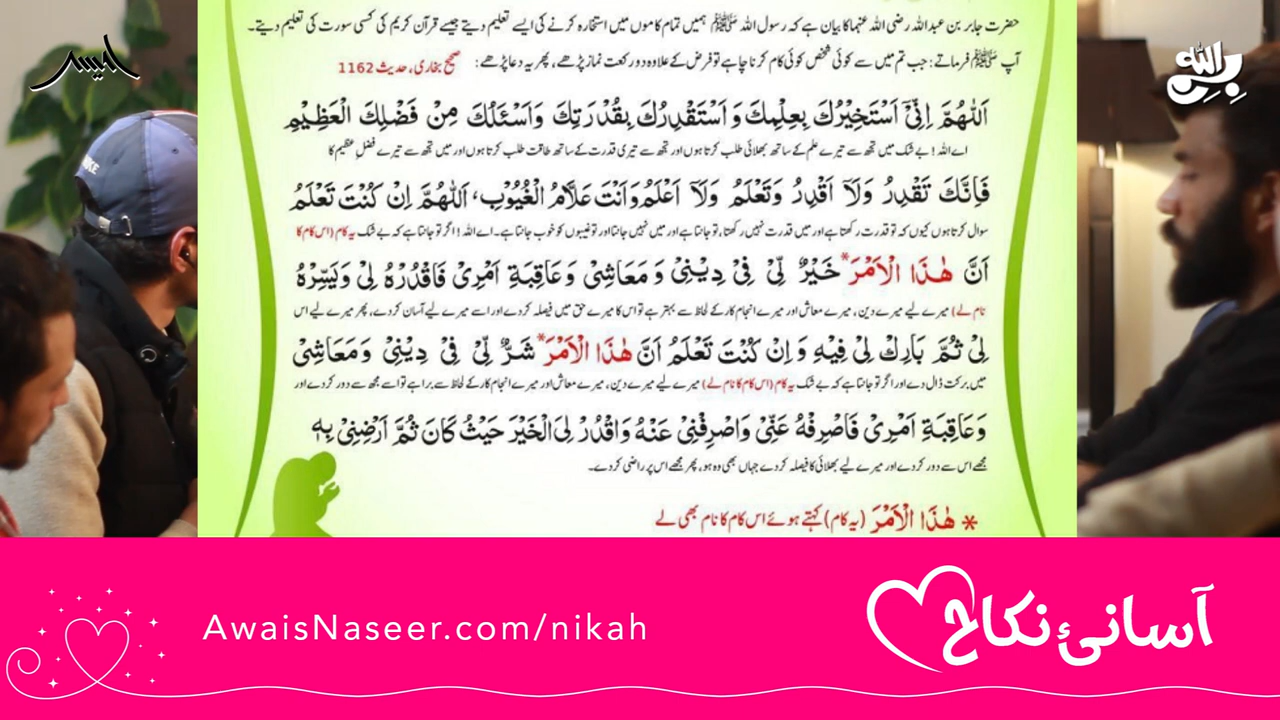 حضرت جابر بن عبداللہ رضی اللہ عنہما کا بیان ہے کہ رسول اللہ ﷺ ہمیں تمام کاموں میں استخارہ کرنے کی ایسے تعلیم دیتے جیسے قرآن کریم کی کسی سورت کی تعلیم دیتے۔
آپ ﷺ فرماتے: جب تم میں سے کوئی شخص کوئی کام کرنا چاہے تو فرض کے علاوہ دو رکعت نماز پڑھے، پھر یہ دعا پڑھے: صحیح بخاری، حدیث 1162
اَللّٰهُمَّ اِنِّیْٓ اَسْتَخِیْرُكَ بِعِلْمِكَ وَ اَسْتَقْدِرُكَ بِقُدْرَتِكَ وَاَسْئَلُكَ مِنْ فَضْلِكَ الْعَظِیْمِ
اے اللہ! بے شک میں تجھ سے تیرے علم کے ساتھ بھلائی طلب کرتا ہوں اور تجھ سے تیری قدرت کے ساتھ طاقت طلب کرتا ہوں اور میں تجھ سے تیرے فضلِ عظیم کا
فَاِنَّكَ تَقْدِرُ وَلَآ اَقْدِرُ وَتَعْلَمُ وَلَآ اَعْلَمُ وَاَنْتَ عَلَّامُ الْغُیُوْبِ، اَللّٰهُمَّ اِنْ كُنْتَ تَعْلَمُ
سوال کرتا ہوں کیوں کہ تو قدرت رکھتا ہے اور میں قدرت نہیں رکھتا، تو جانتا ہے اور میں نہیں جانتا اور تو غیبوں کو خوب جانتا ہے۔ اے اللہ! اگر تو جانتا ہے کہ بے شک یہ کام (اس کام کا
اَنَّ هٰذَا الْاَمْرَ* خَیْرٌ لِّیْ فِیْ دِیْنِیْ وَ مَعَاشِیْ وَ عَاقِبَةِ اَمْرِیْ فَاقْدُرْهُ لِیْ وَیَسِّرْهُ
نام لے) میرے لیے میرے دین، میرے معاش اور میرے انجام کار کے لحاظ سے بہتر ہے تو اس کا میرے حق میں فیصلہ کر دے اور اسے میرے لیے آسان کر دے، پھر میرے لیے اس
لِیْ ثُمَّ بَارِكْ لِیْ فِیْهِ وَ اِنْ كُنْتَ تَعْلَمُ اَنَّ هٰذَا الْاَمْرَ* شَرٌّ لِّیْ فِیْ دِیْنِیْ وَمَعَاشِیْ
میں برکت ڈال دے اور اگر تو جانتا ہے کہ بے شک یہ کام (اس کام کا نام لے) میرے لیے میرے دین، میرے معاش اور میرے انجام کار کے لحاظ سے برا ہے تو اسے مجھ سے دور کر دے اور
وَعَاقِبَةِ اَمْرِیْ فَاصْرِفْهُ عَنِّیْ وَاصْرِفْنِیْ عَنْهُ وَاقْدُرْ لِیَ الْخَیْرَ حَیْثُ كَانَ ثُمَّ اَرْضِنِیْ بِهٖ
مجھے اس سے دور کر دے اور میرے لیے بھلائی کا فیصلہ کر دے جہاں بھی وہ ہو، پھر مجھے اس پر راضی کر دے۔
* هٰذَا الْاَمْرَ (یہ کام) کہتے ہوئے اس کام کا نام بھی لے
بسم اللہ
NIKE
AwaisNaseer.com/nikah
آسانیٔ نکاح